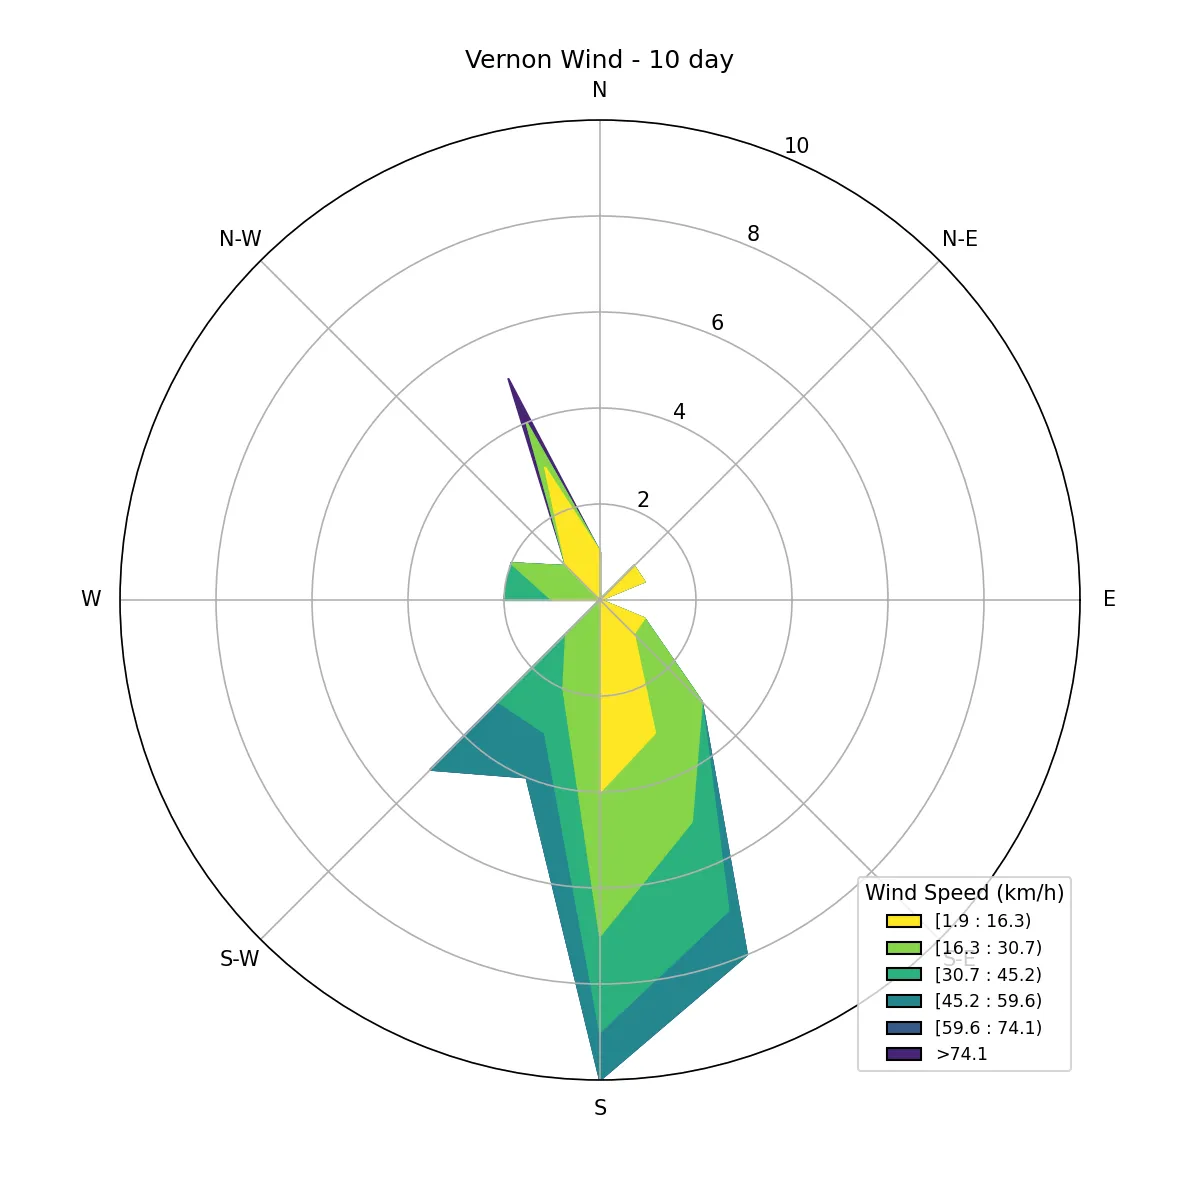 Vernon Wind - 10 day
N
10
N-W
8
N-E
6
4
2
W
E
Wind Speed (km/h)
[1.9 : 16.3)
[16.3 : 30.7)
S-W
S-E
[30.7 : 45.2)
[45.2 : 59.6)
[59.6 : 74.1)
>74.1
S